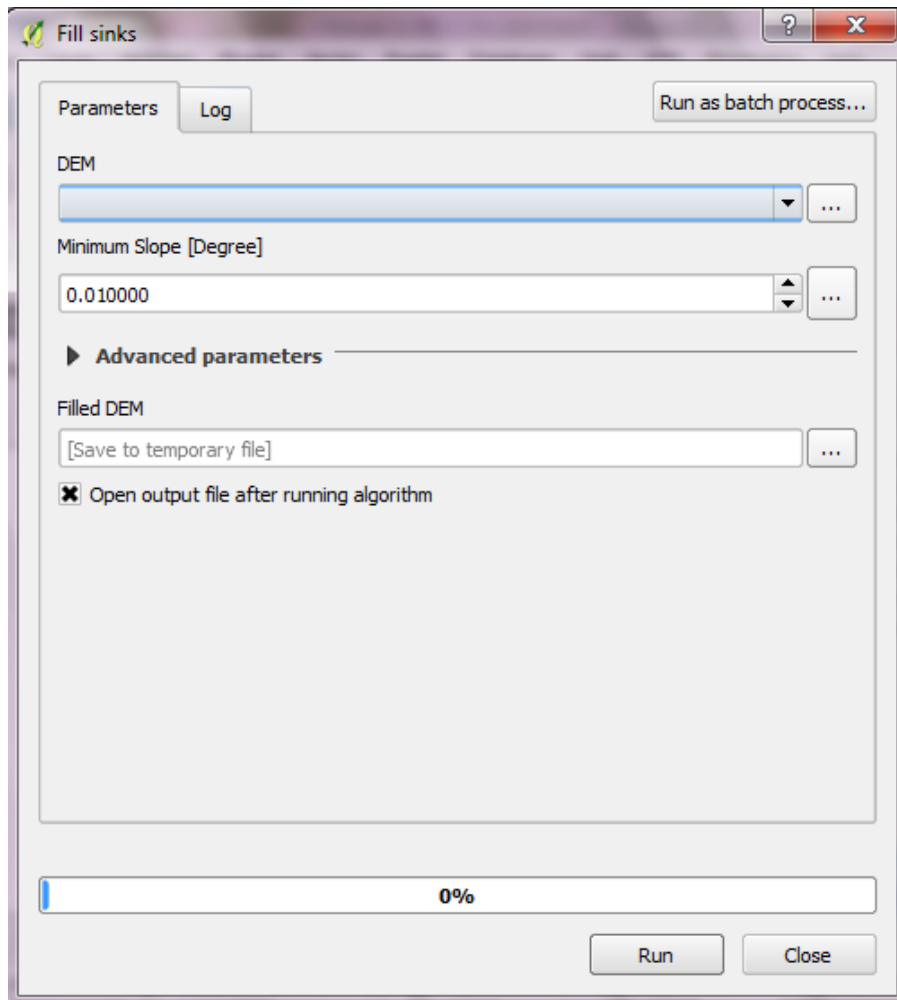 Fill sinks
Parameters
Log
Run as batch process...
DEM
...
Minimum Slope [Degree]
0.010000
...
Advanced parameters
Filled DEM
[Save to temporary file]
...
Open output file after running algorithm
0%
Run
Close